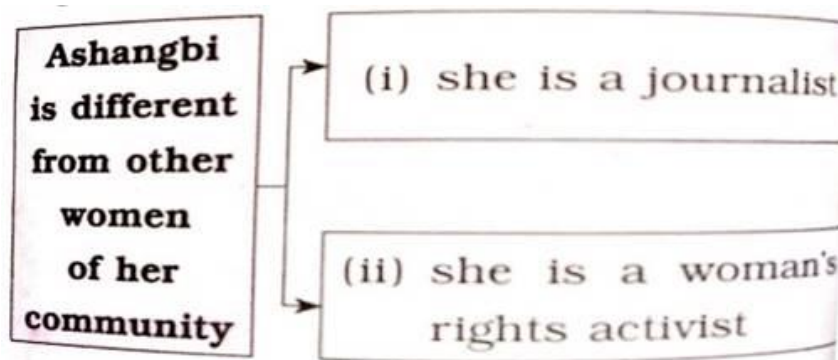 Ashangbi
is different
from other
women
of her
community
(i) she is a journalist
(ii) she is a woman's
rights activist